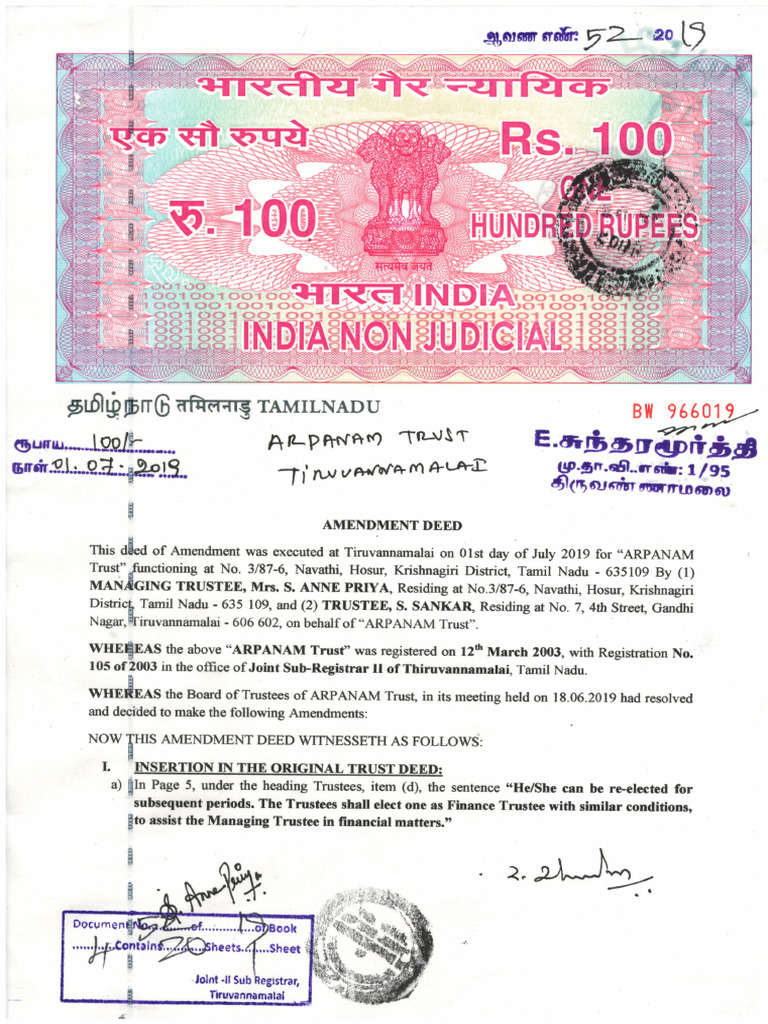 ஆவண எண்: 52 2019
भारतीय गैर न्यायिक
एक सौ रुपये
Rs. 100
रु. 100
ONE
HUNDRED RUPEES
सत्यमेव जयते
भारत INDIA
INDIA NON JUDICIAL
தமிழ்நாடு तमिलनाडु TAMILNADU
BW 966019
ரூபாய 100/-
நாள் 01.07.2019
ARPANAM TRUST
TIRUVANNAMALAI
E.சுந்தரமூர்த்தி
மு.தா.வி.எண்: 1/95
திருவண்ணாமலை
AMENDMENT DEED
This deed of Amendment was executed at Tiruvannamalai on 01st day of July 2019 for "ARPANAM
Trust" functioning at No. 3/87-6, Navathi, Hosur, Krishnagiri District, Tamil Nadu - 635109 By (1)
MANAGING TRUSTEE, Mrs. S. ANNE PRIYA, Residing at No.3/87-6, Navathi, Hosur, Krishnagiri
District, Tamil Nadu - 635 109, and (2) TRUSTEE, S. SANKAR, Residing at No. 7, 4th Street, Gandhi
Nagar, Tiruvannamalai - 606 602, on behalf of "ARPANAM Trust".
WHEREAS the above "ARPANAM Trust" was registered on 12th March 2003, with Registration No.
105 of 2003 in the office of Joint Sub-Registrar II of Thiruvannamalai, Tamil Nadu.
WHEREAS the Board of Trustees of ARPANAM Trust, in its meeting held on 18.06.2019 had resolved
and decided to make the following Amendments:
NOW THIS AMENDMENT DEED WITNESSETH AS FOLLOWS:
I. INSERTION IN THE ORIGINAL TRUST DEED:
a) In Page 5, under the heading Trustees, item (d), the sentence "He/She can be re-elected for
subsequent periods. The Trustees shall elect one as Finance Trustee with similar conditions,
to assist the Managing Trustee in financial matters."
S. Anne Priya
Document No. 52 of 19 of Book
4 Contains 20 Sheets 1 Sheet
Joint -II Sub Registrar,
Tiruvannamalai